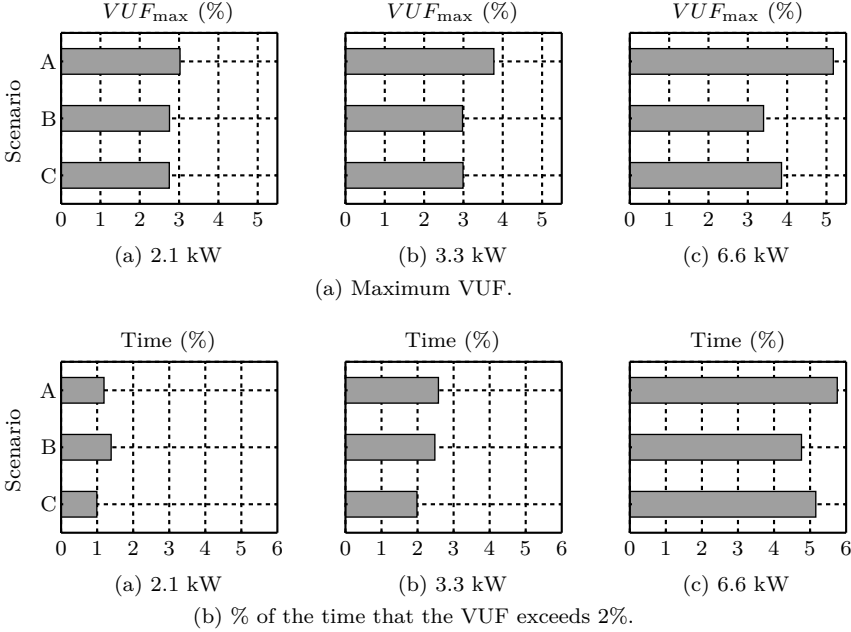 VUFmax (%) VUFmax (%) VUFmax (%)
Scenario
A
B
C
0 1 2 3 4 5 0 1 2 3 4 5 0 1 2 3 4 5
(a) 2.1 kW (b) 3.3 kW (c) 6.6 kW
(a) Maximum VUF.
Time (%) Time (%) Time (%)
Scenario
A
B
C
0 1 2 3 4 5 6 0 1 2 3 4 5 6 0 1 2 3 4 5 6
(a) 2.1 kW (b) 3.3 kW (c) 6.6 kW
(b) % of the time that the VUF exceeds 2%.